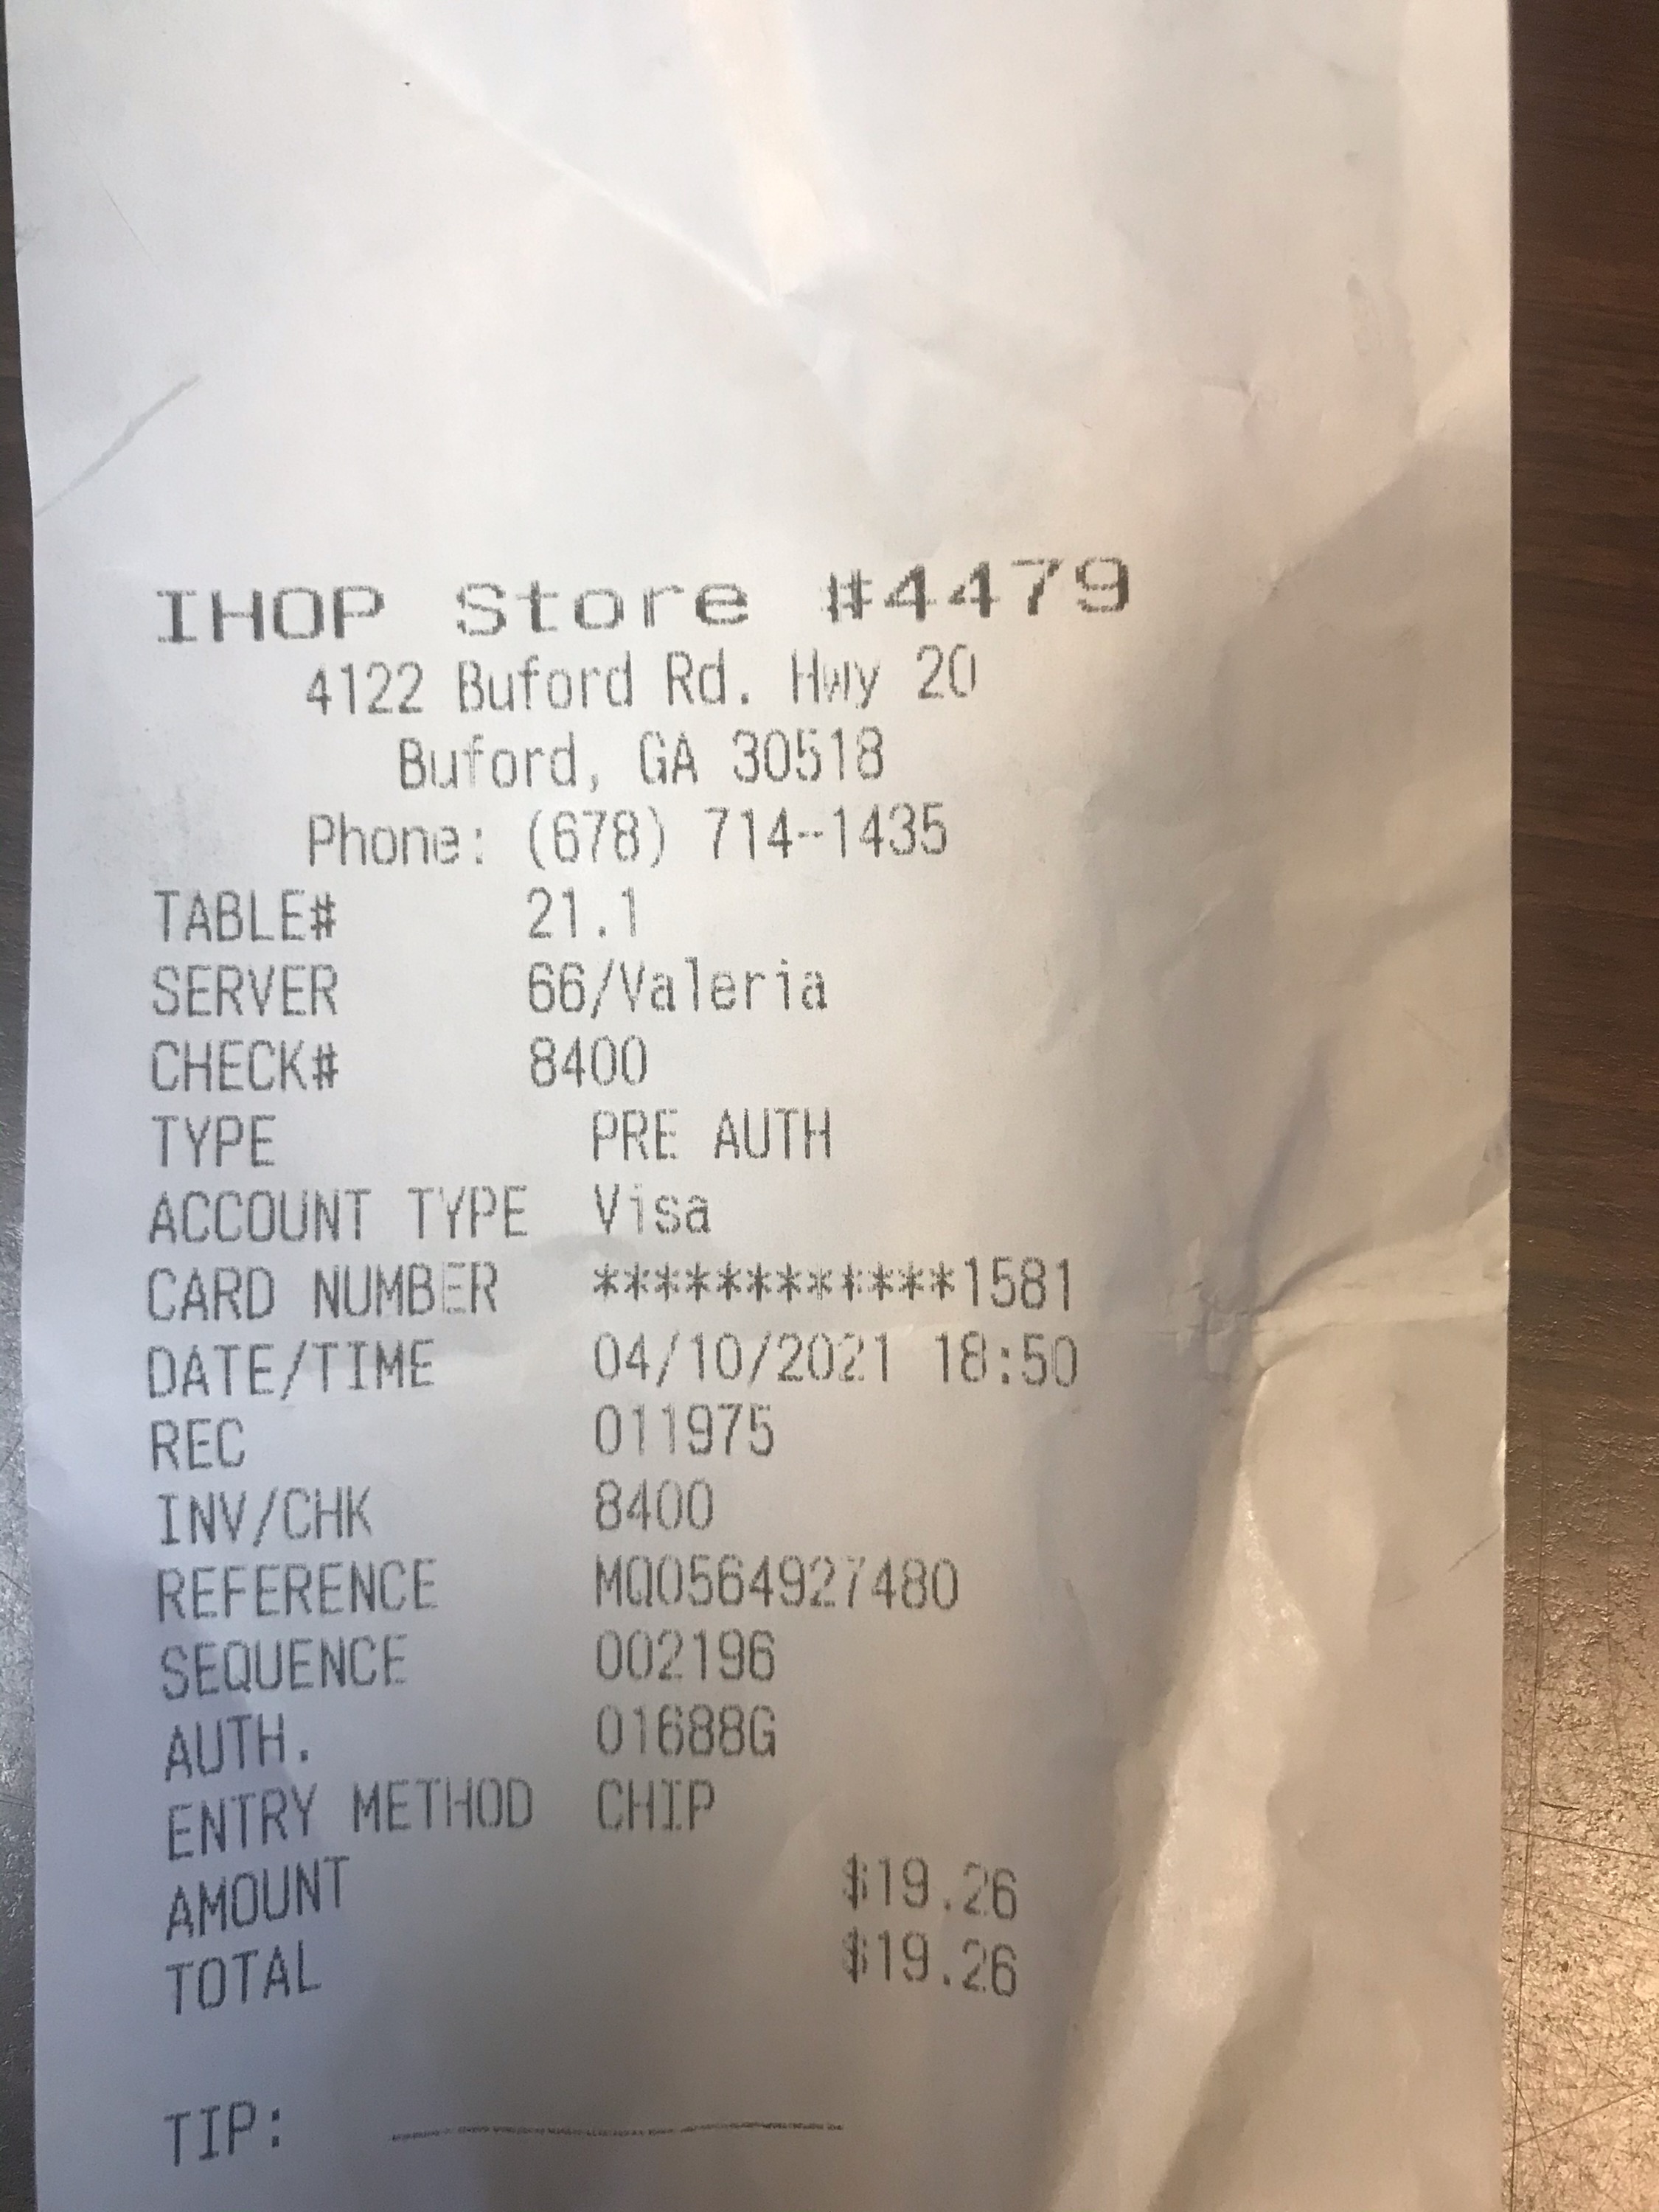 IHOP Store #4479
4122 Buford Rd. Hwy 20
Buford, GA 30518
Phone: (678) 714-1435
TABLE# 21.1
SERVER 66/Valeria
CHECK# 8400
TYPE PRE AUTH
ACCOUNT TYPE Visa
CARD NUMBER ************1581
DATE/TIME 04/10/2021 18:50
REC 011975
INV/CHK 8400
REFERENCE MQ0564927480
SEQUENCE 002196
AUTH. 01688G
ENTRY METHOD CHIP
AMOUNT $19.26
TOTAL $19.26
TIP: